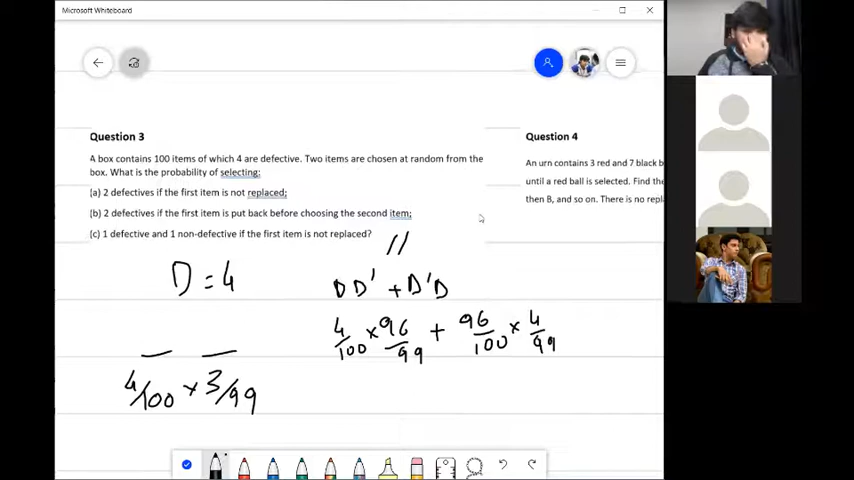 Microsoft Whiteboard
Question 3
A box contains 100 items of which 4 are defective. Two items are chosen at random from the
box. What is the probability of selecting;
(a) 2 defectives if the first item is not replaced;
(b) 2 defectives if the first item is put back before choosing the second item;
(c) 1 defective and 1 non-defective if the first item is not replaced?
Question 4
An urn contains 3 red and 7 black b
until a red ball is selected. Find the
then B, and so on. There is no repla
D = 4
DD' + D'D
4/100 × 96/99 + 96/100 × 4/99
4/100 × 3/99